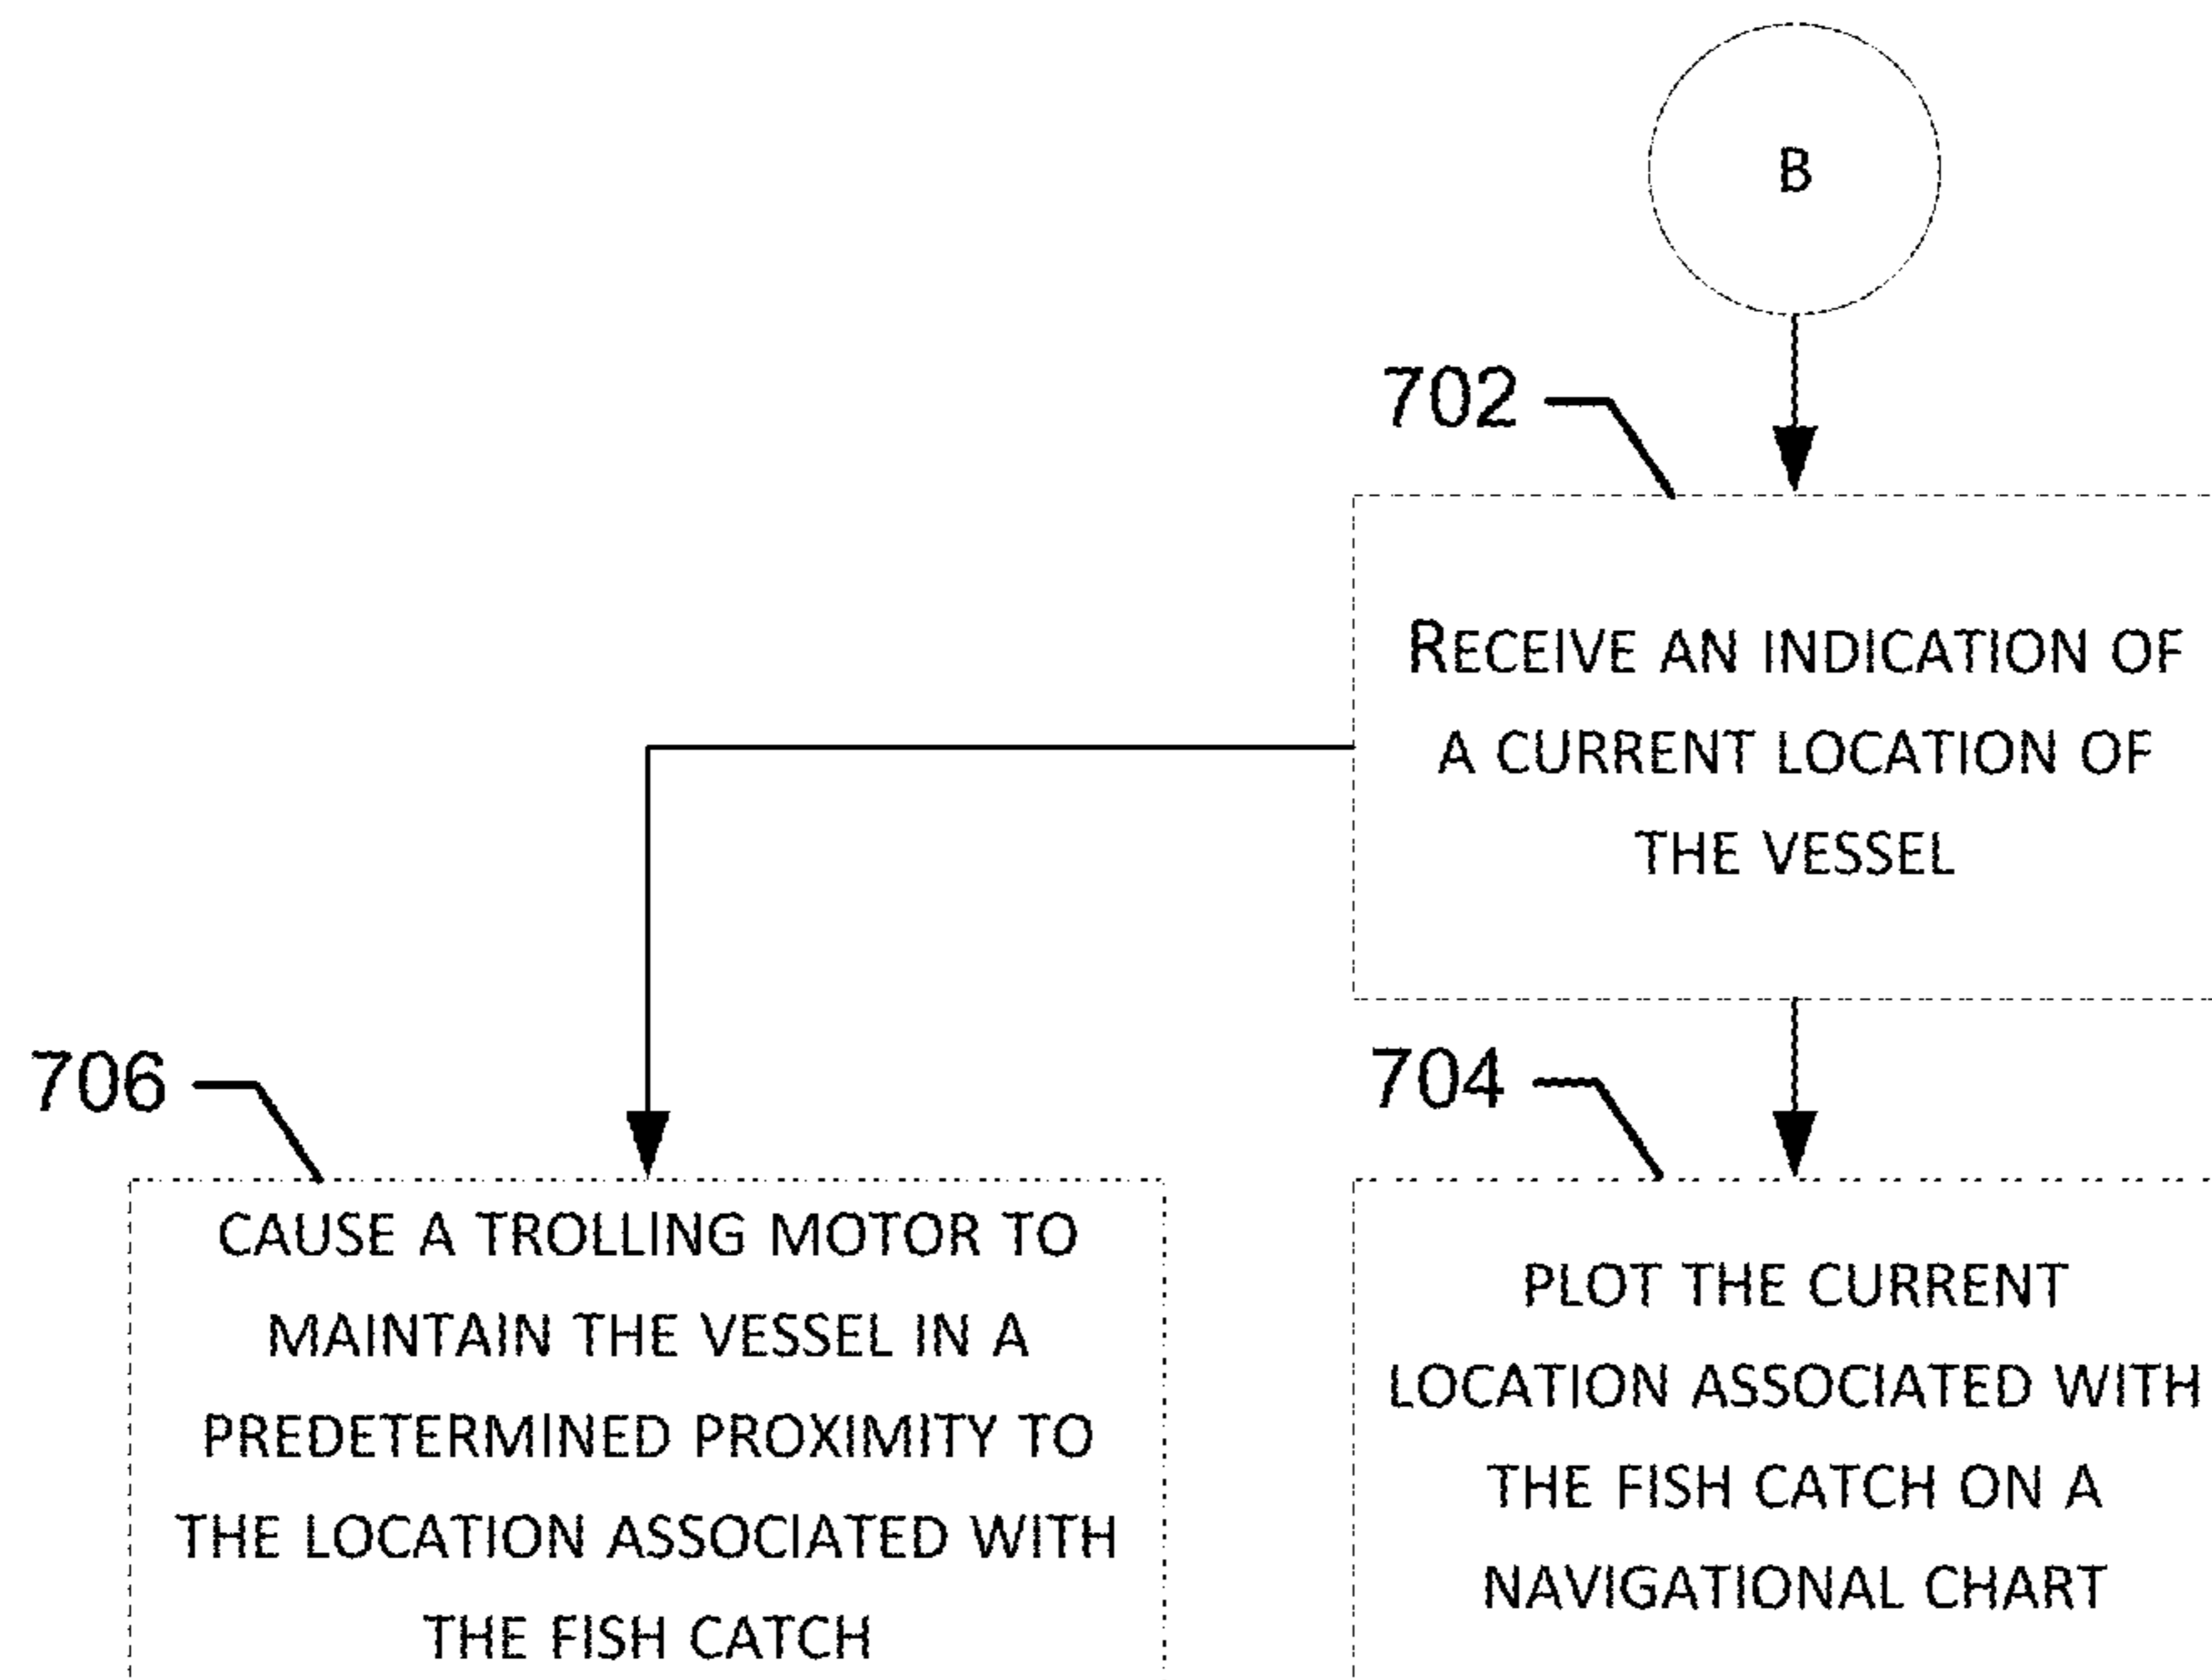 B
702
RECEIVE AN INDICATION OF
A CURRENT LOCATION OF
THE VESSEL
706
CAUSE A TROLLING MOTOR TO
MAINTAIN THE VESSEL IN A
PREDETERMINED PROXIMITY TO
THE LOCATION ASSOCIATED WITH
THE FISH CATCH
704
PLOT THE CURRENT
LOCATION ASSOCIATED WITH
THE FISH CATCH ON A
NAVIGATIONAL CHART